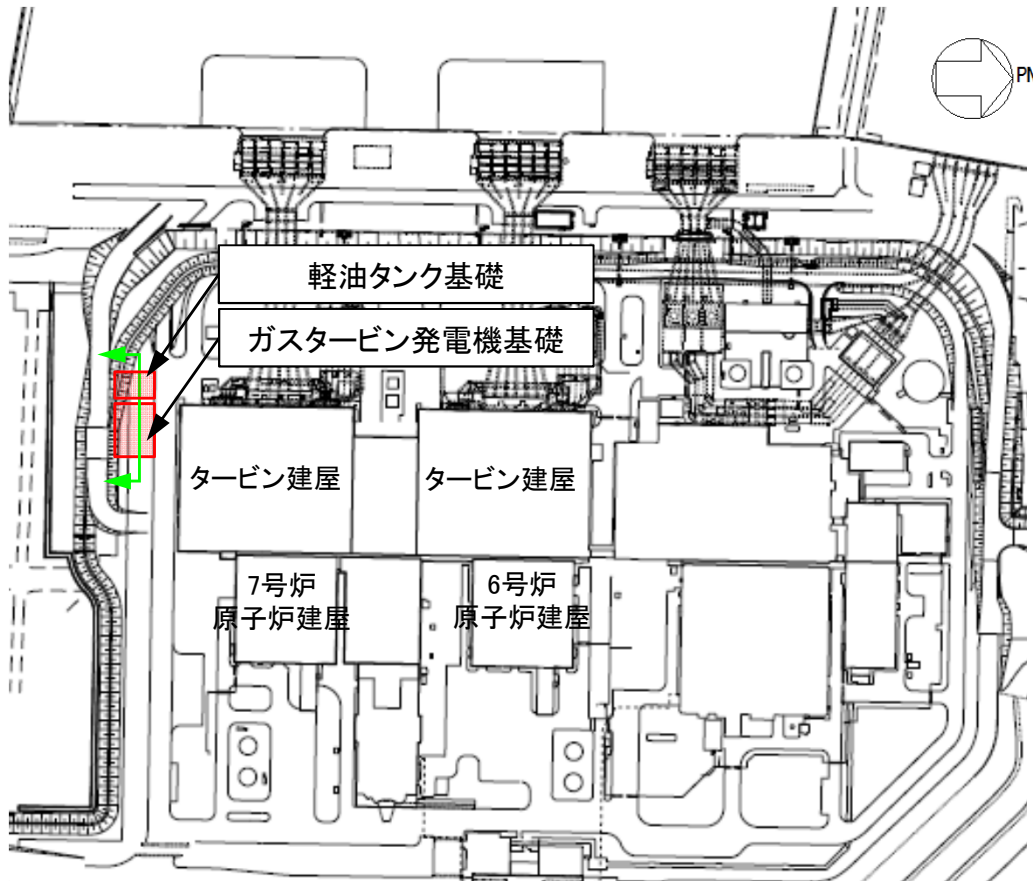 PN
軽油タンク基礎
ガスタービン発電機基礎
タービン建屋
タービン建屋
7号炉
原子炉建屋
6号炉
原子炉建屋